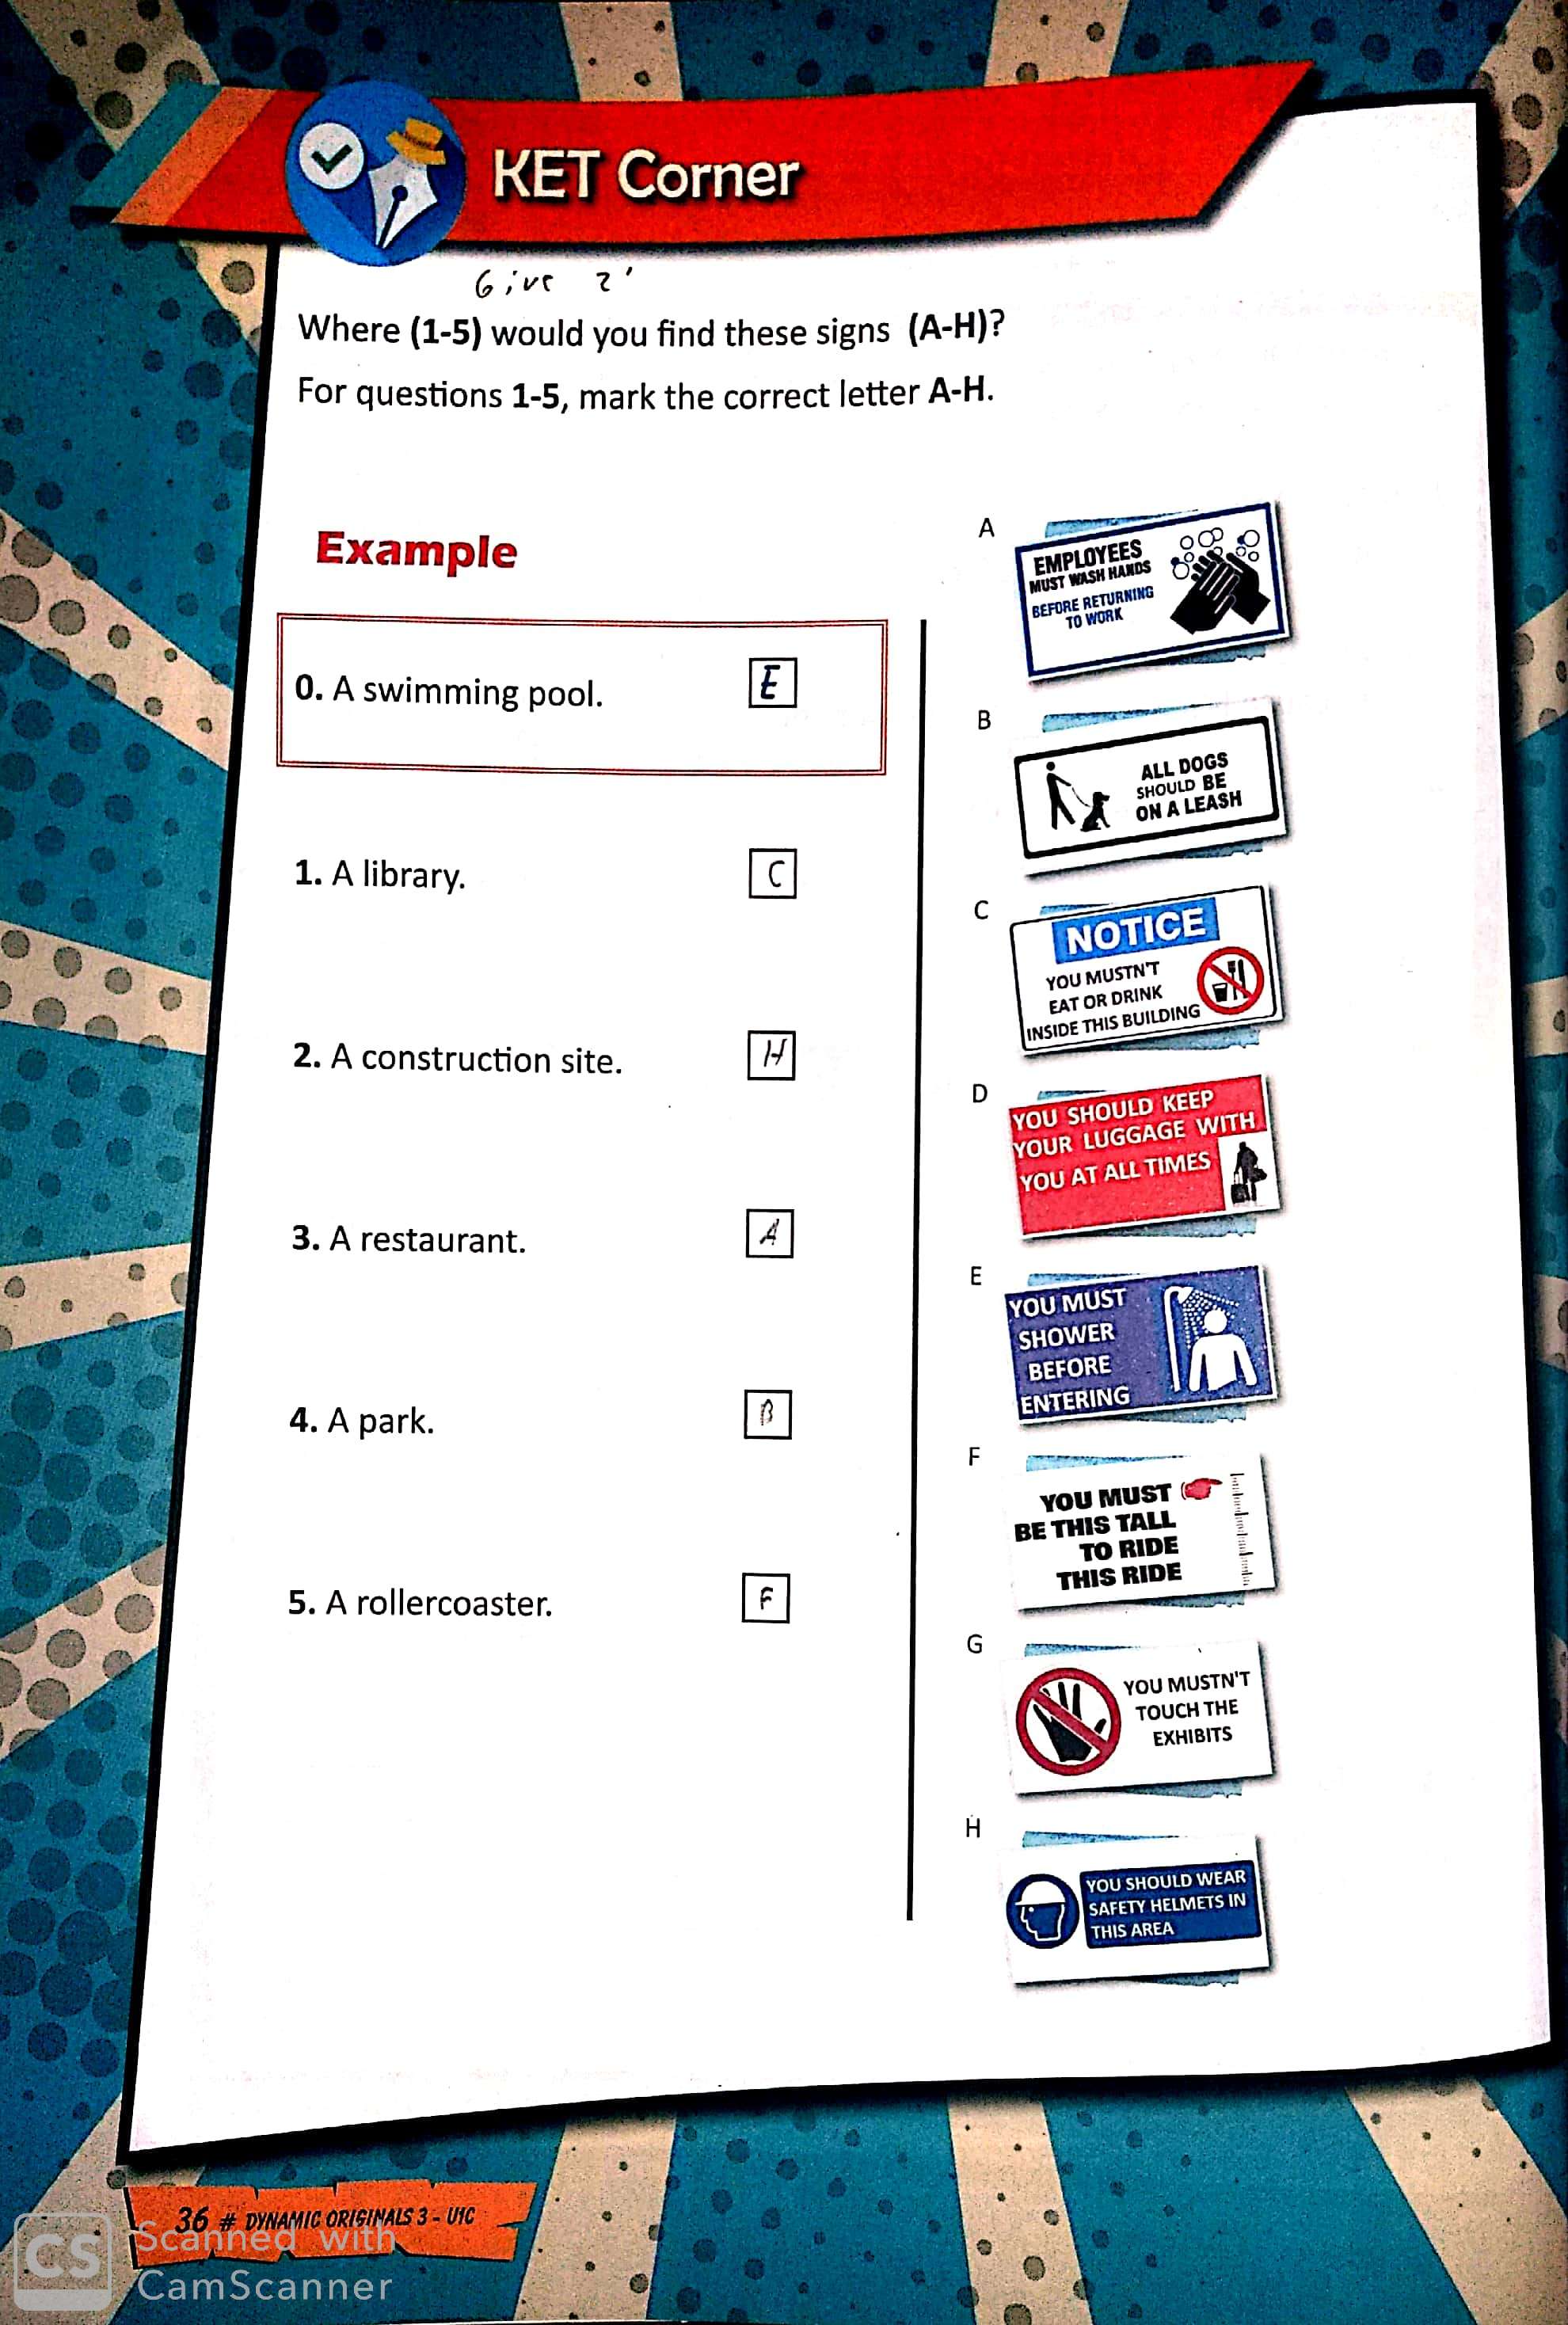 KET Corner
Give 2'
Where (1-5) would you find these signs (A-H)?
For questions 1-5, mark the correct letter A-H.
Example
0. A swimming pool. E
1. A library. C
2. A construction site. H
3. A restaurant. A
4. A park. B
5. A rollercoaster. F
A
EMPLOYEES
MUST WASH HANDS
BEFORE RETURNING
TO WORK
B
ALL DOGS
SHOULD BE
ON A LEASH
C
NOTICE
YOU MUSTN'T
EAT OR DRINK
INSIDE THIS BUILDING
D
YOU SHOULD KEEP
YOUR LUGGAGE WITH
YOU AT ALL TIMES
E
YOU MUST
SHOWER
BEFORE
ENTERING
F
YOU MUST
BE THIS TALL
TO RIDE
THIS RIDE
G
YOU MUSTN'T
TOUCH THE
EXHIBITS
H
YOU SHOULD WEAR
SAFETY HELMETS IN
THIS AREA
36 # DYNAMIC ORIGINALS 3 - U1C
CS
Scanned with
CamScanner